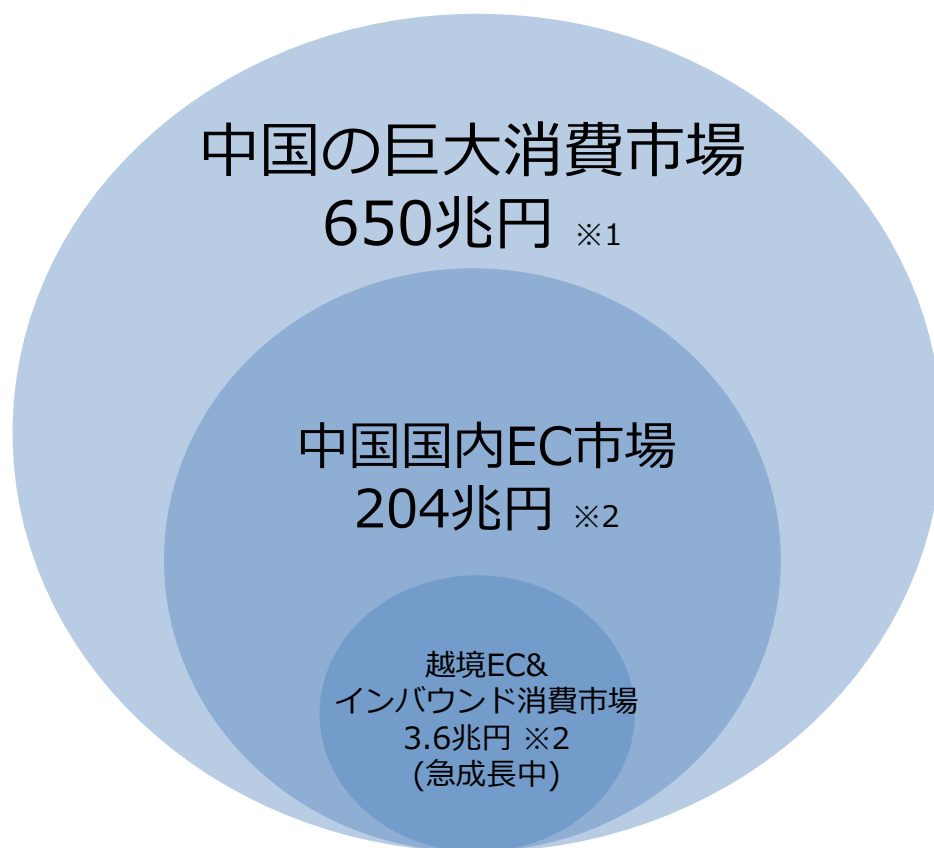 中国の巨大消費市場
650兆円 ※1
中国国内EC市場
204兆円 ※2
越境EC&
インバウンド消費市場
3.6兆円 ※2
(急成長中)